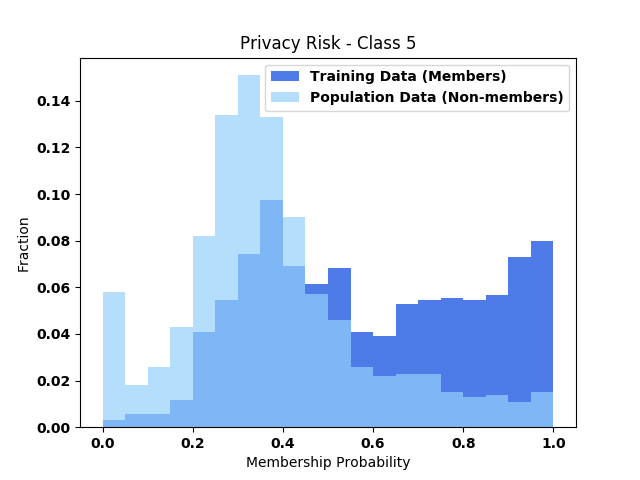 Privacy Risk - Class 5
Training Data (Members)
Population Data (Non-members)
Fraction
0.14
0.12
0.10
0.08
0.06
0.04
0.02
0.00
0.0 0.2 0.4 0.6 0.8 1.0
Membership Probability